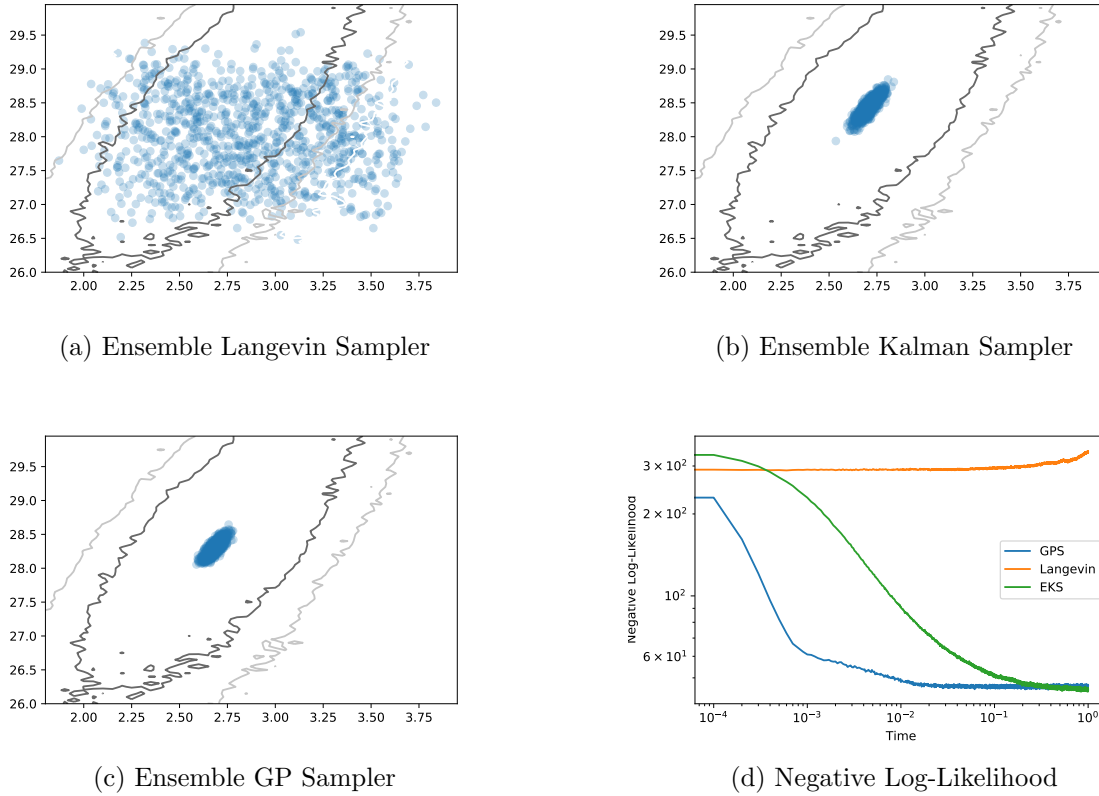 29.5
29.0
28.5
28.0
27.5
27.0
26.5
26.0
2.00 2.25 2.50 2.75 3.00 3.25 3.50 3.75
(a) Ensemble Langevin Sampler
29.5
29.0
28.5
28.0
27.5
27.0
26.5
26.0
2.00 2.25 2.50 2.75 3.00 3.25 3.50 3.75
(b) Ensemble Kalman Sampler
29.5
29.0
28.5
28.0
27.5
27.0
26.5
26.0
2.00 2.25 2.50 2.75 3.00 3.25 3.50 3.75
(c) Ensemble GP Sampler
Negative Log-Likelihood
3 × 10²
2 × 10²
10²
6 × 10¹
GPS
Langevin
EKS
10⁻⁴ 10⁻³ 10⁻² 10⁻¹ 10⁰
Time
(d) Negative Log-Likelihood